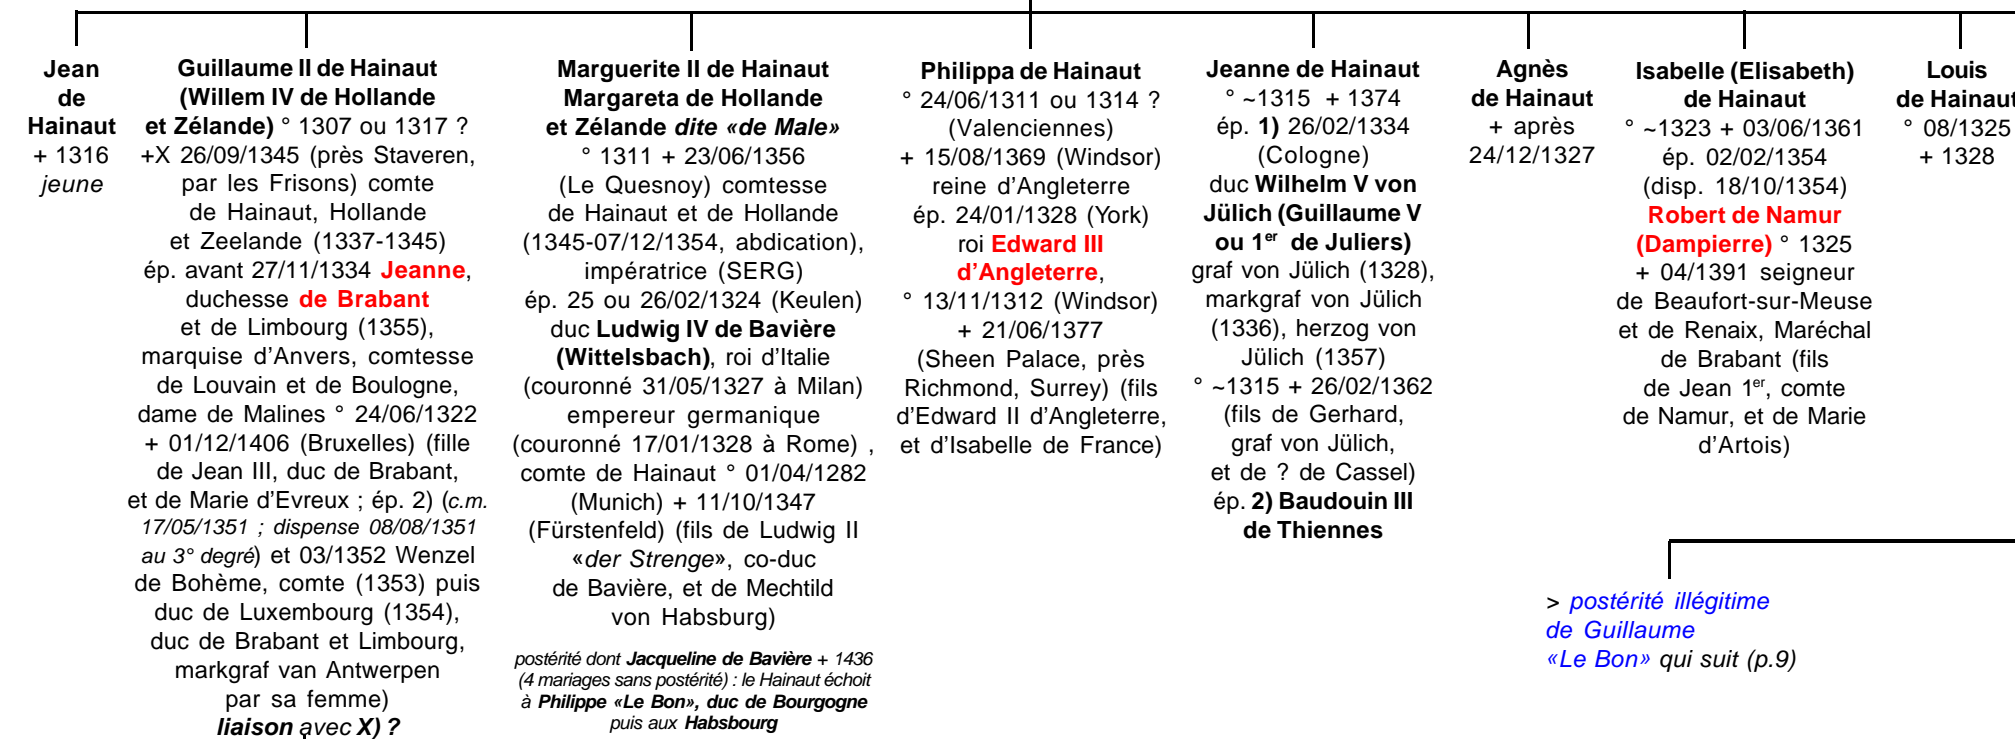 Jean
de
Hainaut
+ 1316
jeune
Guillaume II de Hainaut
(Willem IV de Hollande
et Zélande) ° 1307 ou 1317 ?
+X 26/09/1345 (près Staveren,
par les Frisons) comte
de Hainaut, Hollande
et Zeelande (1337-1345)
ép. avant 27/11/1334 Jeanne,
duchesse de Brabant
et de Limbourg (1355),
marquise d'Anvers, comtesse
de Louvain et de Boulogne,
dame de Malines ° 24/06/1322
+ 01/12/1406 (Bruxelles) (fille
de Jean III, duc de Brabant,
et de Marie d'Evreux ; ép. 2) (c.m.
17/05/1351 ; dispense 08/08/1351
au 3° degré) et 03/1352 Wenzel
de Bohème, comte (1353) puis
duc de Luxembourg (1354),
duc de Brabant et Limbourg,
markgraf van Antwerpen
par sa femme)
liaison avec X) ?
Marguerite II de Hainaut
Margareta de Hollande
et Zélande dite «de Male»
° 1311 + 23/06/1356
(Le Quesnoy) comtesse
de Hainaut et de Hollande
(1345-07/12/1354, abdication),
impératrice (SERG)
ép. 25 ou 26/02/1324 (Keulen)
duc Ludwig IV de Bavière
(Wittelsbach), roi d'Italie
(couronné 31/05/1327 à Milan)
empereur germanique
(couronné 17/01/1328 à Rome) ,
comte de Hainaut ° 01/04/1282
(Munich) + 11/10/1347
(Fürstenfeld) (fils de Ludwig II
«der Strenge», co-duc
de Bavière, et de Mechtild
von Habsburg)
postérité dont Jacqueline de Bavière + 1436
(4 mariages sans postérité) : le Hainaut échoit
à Philippe «Le Bon», duc de Bourgogne
puis aux Habsbourg
Philippa de Hainaut
° 24/06/1311 ou 1314 ?
(Valenciennes)
+ 15/08/1369 (Windsor)
reine d'Angleterre
ép. 24/01/1328 (York)
roi Edward III
d'Angleterre,
° 13/11/1312 (Windsor)
+ 21/06/1377
(Sheen Palace, près
Richmond, Surrey) (fils
d'Edward II d'Angleterre,
et d'Isabelle de France)
Jeanne de Hainaut
° ~1315 + 1374
ép. 1) 26/02/1334
(Cologne)
duc Wilhelm V von
Jülich (Guillaume V
ou 1er de Juliers)
graf von Jülich (1328),
markgraf von Jülich
(1336), herzog von
Jülich (1357)
° ~1315 + 26/02/1362
(fils de Gerhard,
graf von Jülich,
et de ? de Cassel)
ép. 2) Baudouin III
de Thiennes
Agnès
de Hainaut
+ après
24/12/1327
Isabelle (Elisabeth)
de Hainaut
° ~1323 + 03/06/1361
ép. 02/02/1354
(disp. 18/10/1354)
Robert de Namur
(Dampierre) ° 1325
+ 04/1391 seigneur
de Beaufort-sur-Meuse
et de Renaix, Maréchal
de Brabant (fils
de Jean 1er, comte
de Namur, et de Marie
d'Artois)
Louis
de Hainaut
° 08/1325
+ 1328
> postérité illégitime
de Guillaume
«Le Bon» qui suit (p.9)